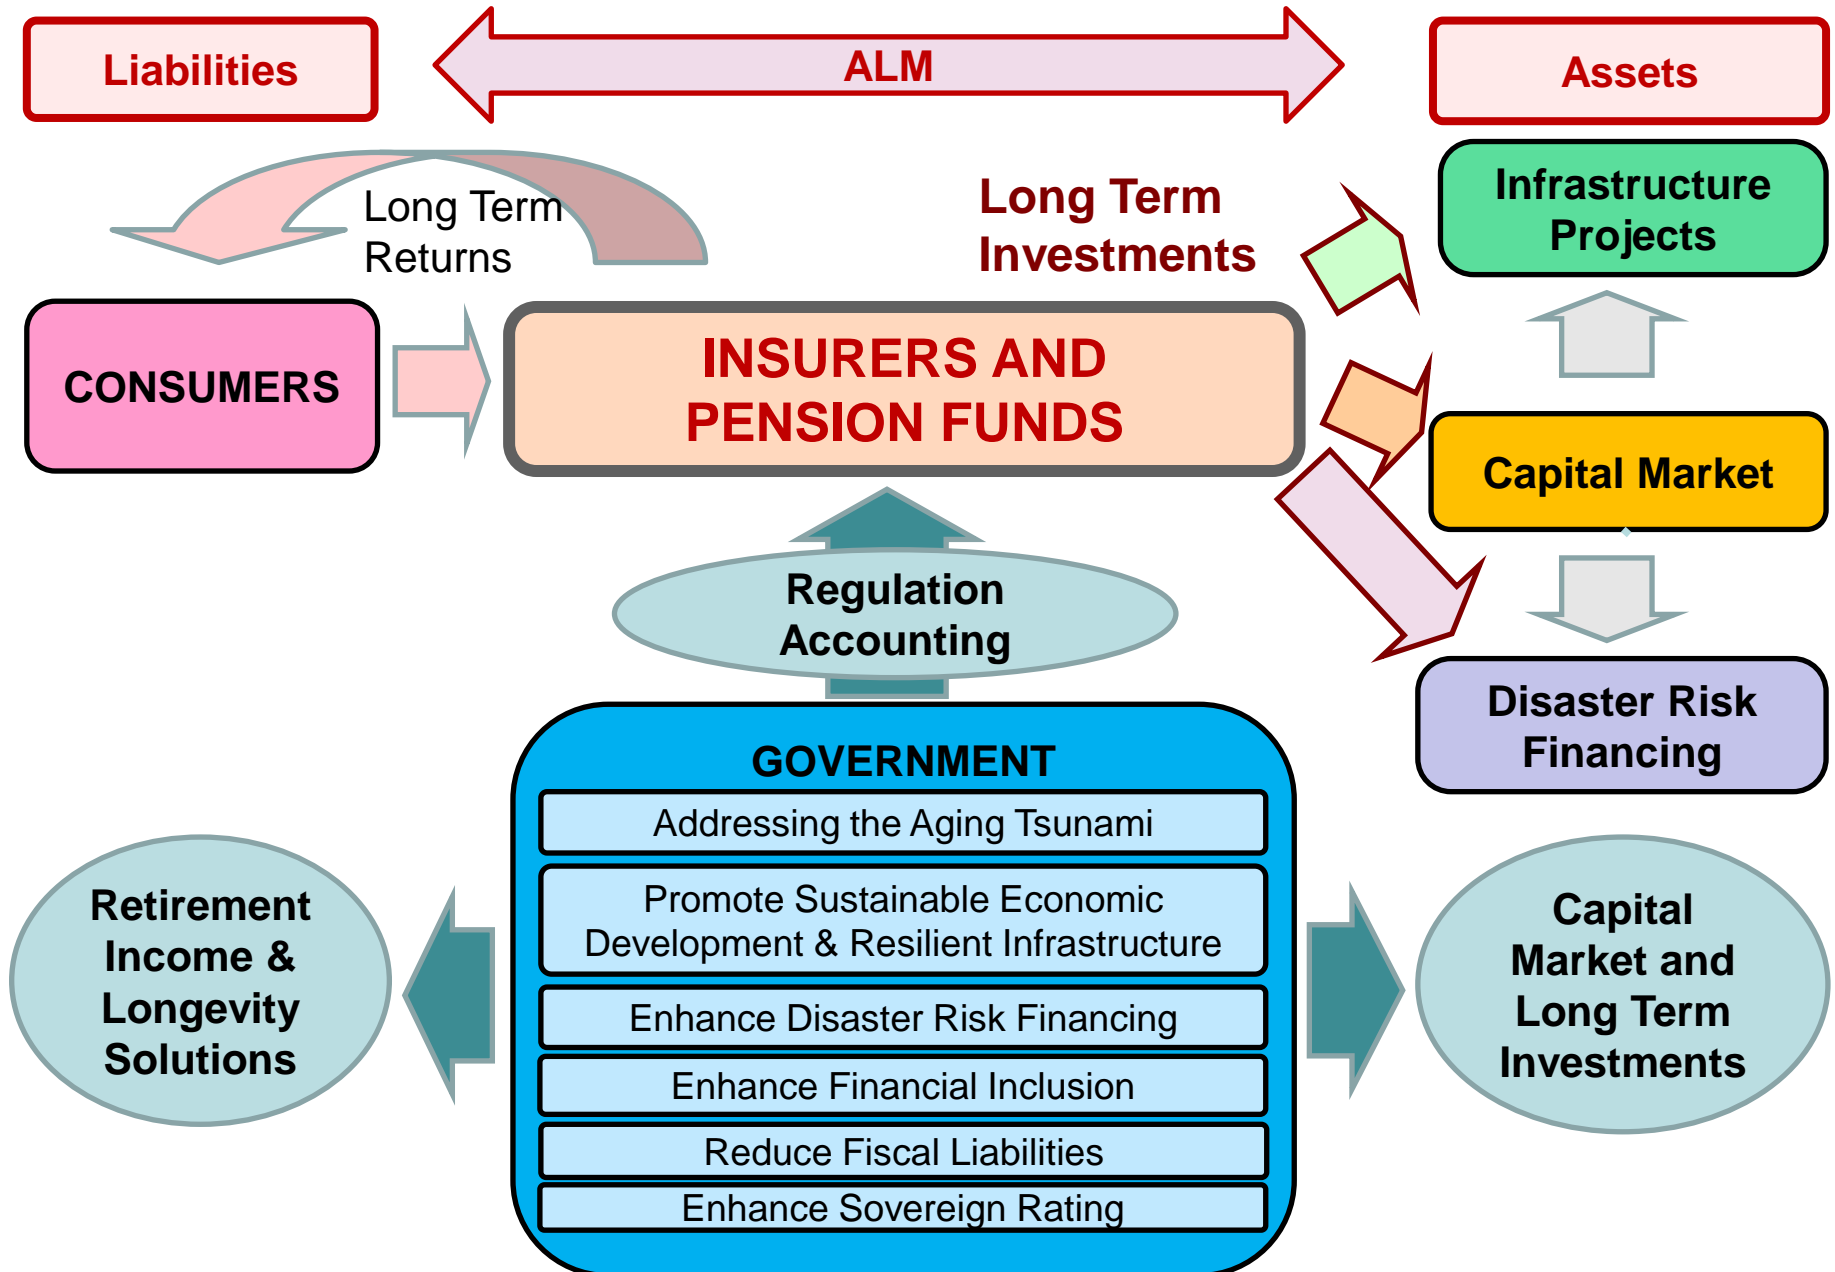 Liabilities
ALM
Assets
Long Term
Returns
Long Term
Investments
Infrastructure
Projects
CONSUMERS
INSURERS AND
PENSION FUNDS
Capital Market
Regulation
Accounting
Disaster Risk
Financing
GOVERNMENT
Addressing the Aging Tsunami
Promote Sustainable Economic
Development & Resilient Infrastructure
Enhance Disaster Risk Financing
Enhance Financial Inclusion
Reduce Fiscal Liabilities
Enhance Sovereign Rating
Retirement
Income &
Longevity
Solutions
Capital
Market and
Long Term
Investments